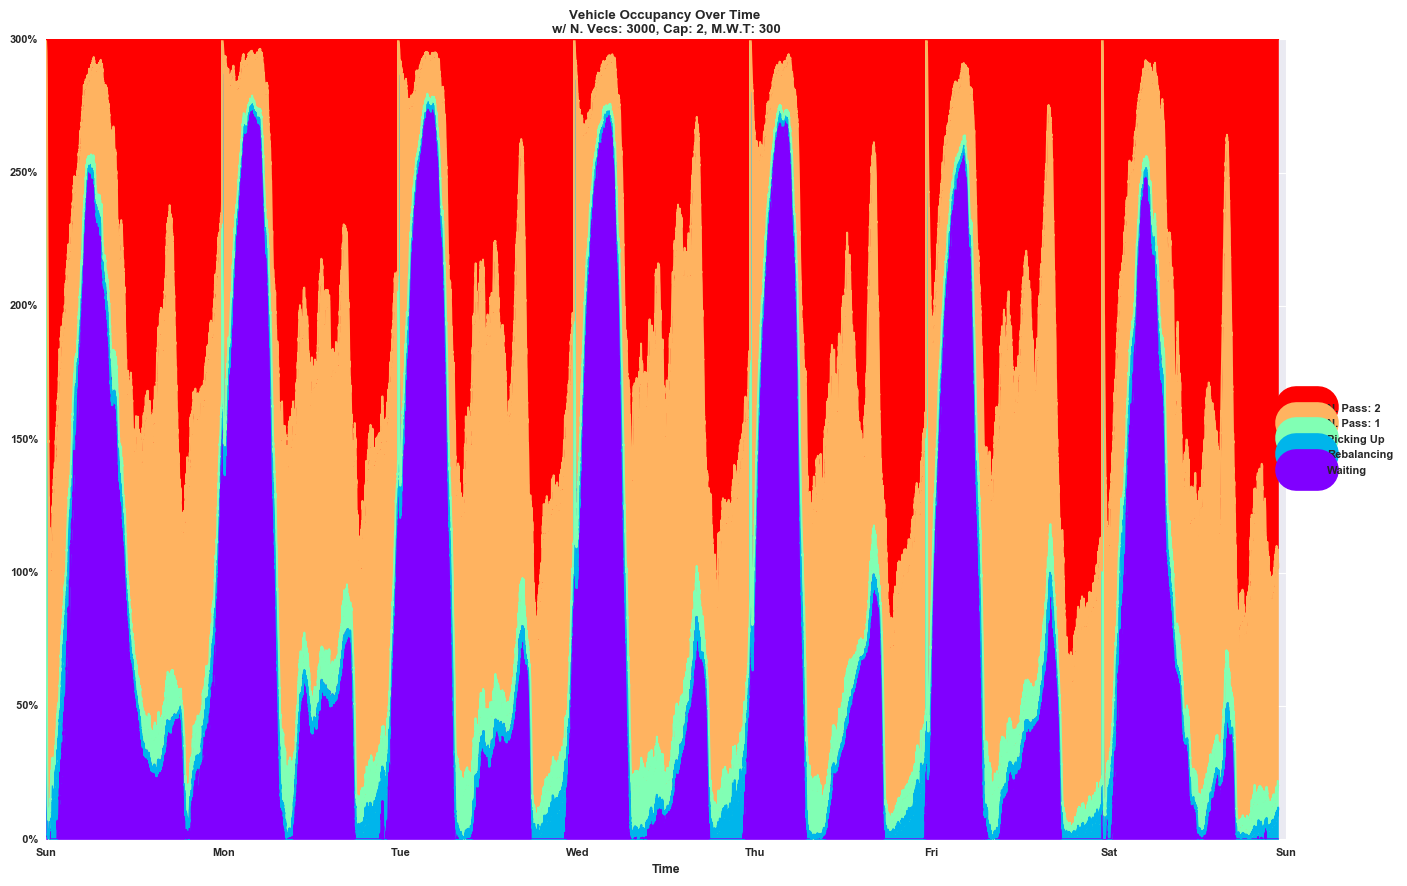 Vehicle Occupancy Over Time
w/ N. Vecs: 3000, Cap: 2, M.W.T: 300
300%
250%
200%
150%
100%
50%
0%
Pass: 2
Pass: 1
Picking Up
Rebalancing
Waiting
Sun Mon Tue Wed Thu Fri Sat Sun
Time